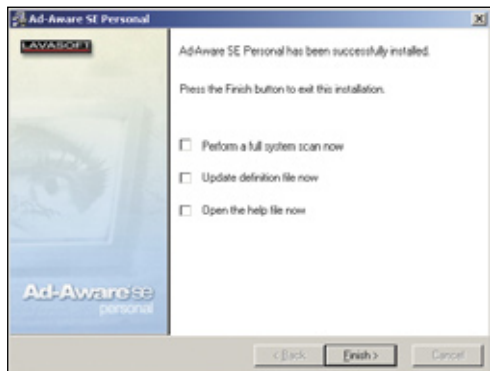 Ad-Aware SE Personal
LAVASOFT
Ad-Aware SE Personal has been successfully installed.
Press the Finish button to exit this installation.
Perform a full system scan now
Update definition file now
Open the help file now
Ad-Aware se
personal
< Back
Finish >
Cancel